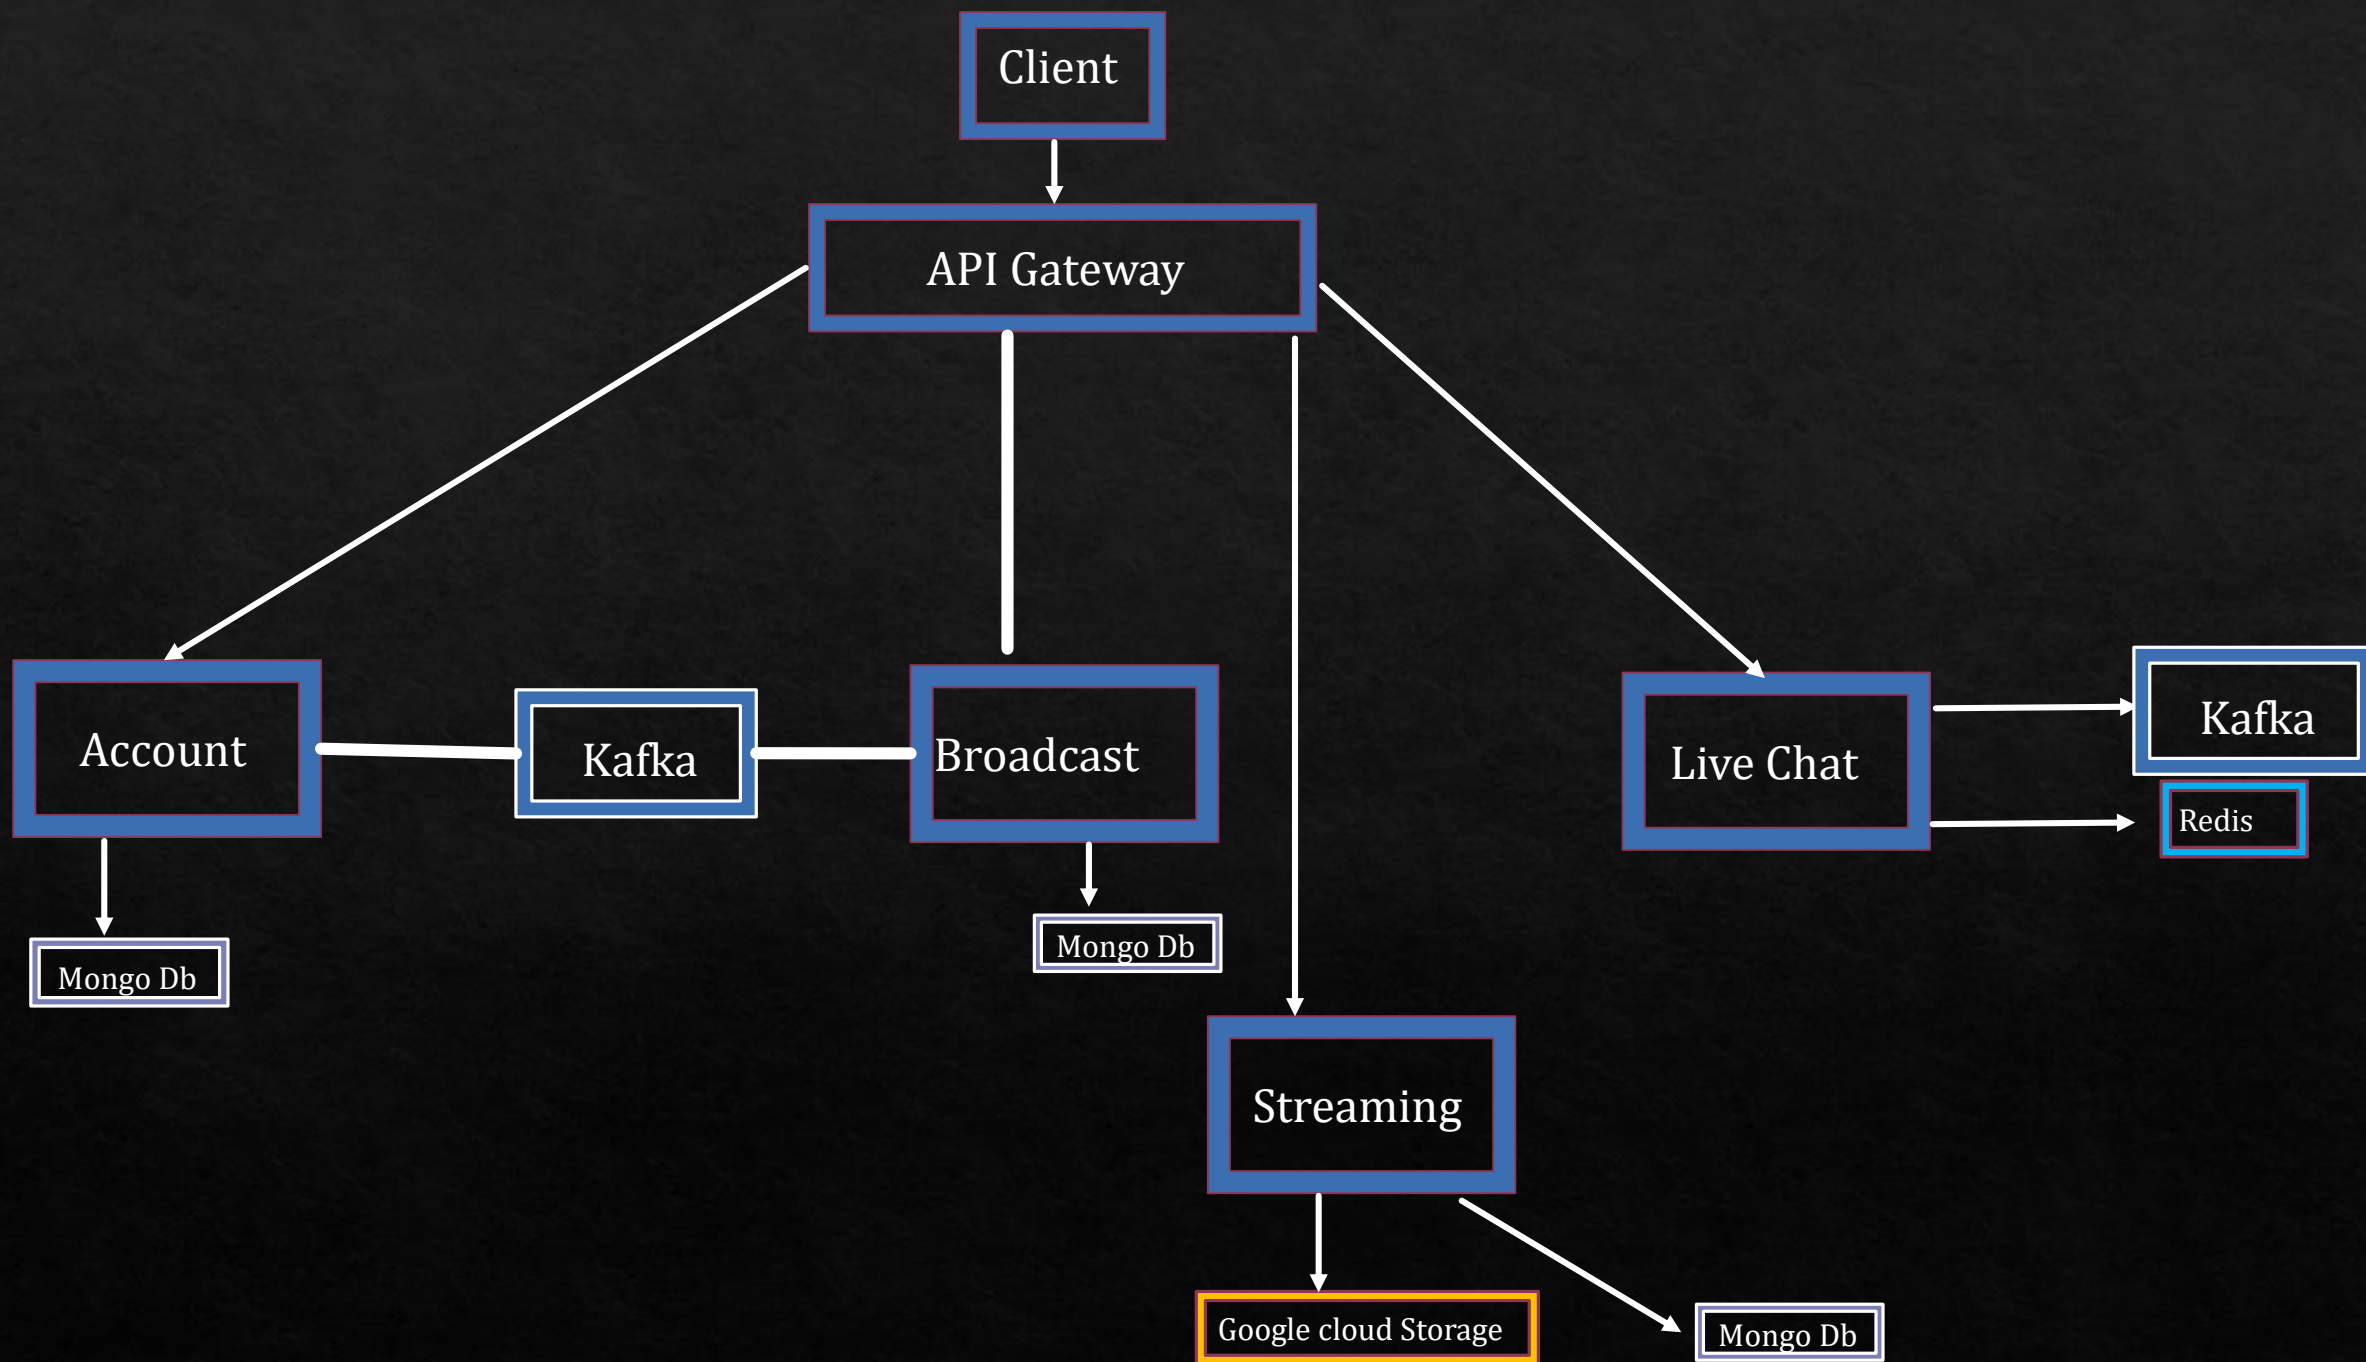 Client
API Gateway
Account
Kafka
Broadcast
Live Chat
Kafka
Redis
Mongo Db
Mongo Db
Streaming
Google cloud Storage
Mongo Db